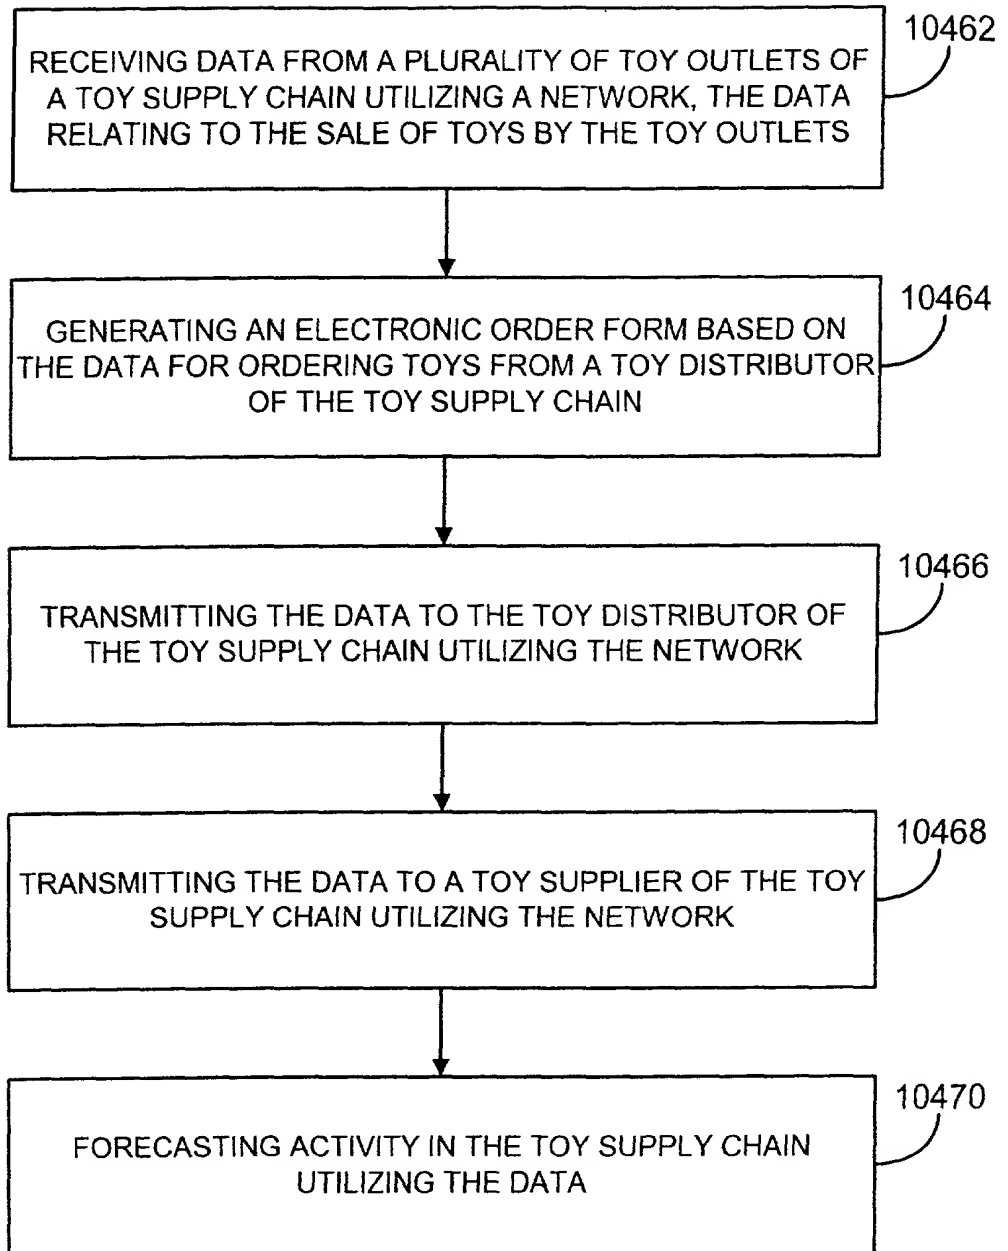 10462
RECEIVING DATA FROM A PLURALITY OF TOY OUTLETS OF
A TOY SUPPLY CHAIN UTILIZING A NETWORK, THE DATA
RELATING TO THE SALE OF TOYS BY THE TOY OUTLETS
10464
GENERATING AN ELECTRONIC ORDER FORM BASED ON
THE DATA FOR ORDERING TOYS FROM A TOY DISTRIBUTOR
OF THE TOY SUPPLY CHAIN
10466
TRANSMITTING THE DATA TO THE TOY DISTRIBUTOR OF
THE TOY SUPPLY CHAIN UTILIZING THE NETWORK
10468
TRANSMITTING THE DATA TO A TOY SUPPLIER OF THE TOY
SUPPLY CHAIN UTILIZING THE NETWORK
10470
FORECASTING ACTIVITY IN THE TOY SUPPLY CHAIN
UTILIZING THE DATA